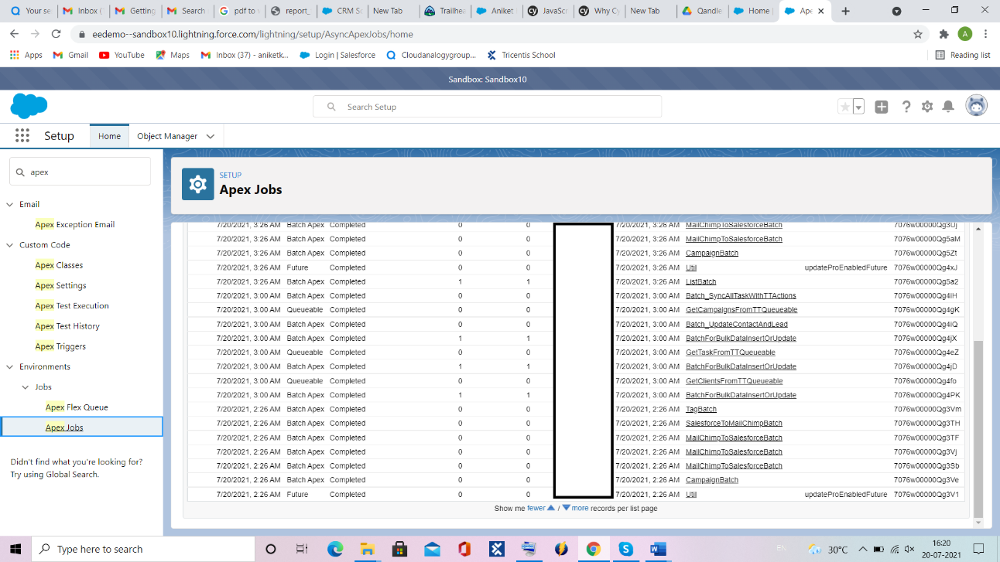 Your se
Inbox (
Getting
Search
pdf to v
report_
CRM Sc
New Tab
Trailhea
Aniket
JavaScr
Why Cy
New Tab
Qandle
Home |
Ape
eedemo--sandbox10.lightning.force.com/lightning/setup/AsyncApexJobs/home
A
Apps Gmail YouTube Maps Inbox (37) - aniketk... Login | Salesforce Cloudanalogygroup... Tricentis School Reading list
Sandbox: Sandbox10
Search Setup
Setup Home Object Manager
apex
Email
Apex Exception Email
Custom Code
Apex Classes
Apex Settings
Apex Test Execution
Apex Test History
Apex Triggers
Environments
Jobs
Apex Flex Queue
Apex Jobs
Didn't find what you're looking for?
Try using Global Search.
SETUP
Apex Jobs
7/20/2021, 3:26 AM Batch Apex Completed 0 0 7/20/2021, 3:26 AM MailChimpToSalesforceBatch 7076w00000Qg3Dj
7/20/2021, 3:26 AM Batch Apex Completed 0 0 7/20/2021, 3:26 AM MailChimpToSalesforceBatch 7076w00000Qg5aM
7/20/2021, 3:26 AM Batch Apex Completed 0 0 7/20/2021, 3:26 AM CampaignBatch 7076w00000Qg5Zt
7/20/2021, 3:26 AM Future Completed 0 0 7/20/2021, 3:26 AM Util updateProEnabledFuture 7076w00000Qg4xJ
7/20/2021, 3:26 AM Batch Apex Completed 1 1 7/20/2021, 3:26 AM ListBatch 7076w00000Qg5a2
7/20/2021, 3:00 AM Batch Apex Completed 0 0 7/20/2021, 3:00 AM Batch_SyncAllTaskWithTTActions 7076w00000Qg4iH
7/20/2021, 3:00 AM Queueable Completed 0 0 7/20/2021, 3:00 AM GetCampaignsFromTTQueueable 7076w00000Qg4gK
7/20/2021, 3:00 AM Batch Apex Completed 0 0 7/20/2021, 3:00 AM Batch_UpdateContactAndLead 7076w00000Qg4iQ
7/20/2021, 3:00 AM Batch Apex Completed 1 1 7/20/2021, 3:00 AM BatchForBulkDataInsertOrUpdate 7076w00000Qg4jX
7/20/2021, 3:00 AM Queueable Completed 0 0 7/20/2021, 3:00 AM GetTaskFromTTQueueable 7076w00000Qg4eZ
7/20/2021, 3:00 AM Batch Apex Completed 1 1 7/20/2021, 3:00 AM BatchForBulkDataInsertOrUpdate 7076w00000Qg4jD
7/20/2021, 3:00 AM Queueable Completed 0 0 7/20/2021, 3:00 AM GetClientsFromTTQueueable 7076w00000Qg4fo
7/20/2021, 3:00 AM Batch Apex Completed 1 1 7/20/2021, 3:00 AM BatchForBulkDataInsertOrUpdate 7076w00000Qg4PK
7/20/2021, 2:26 AM Batch Apex Completed 0 0 7/20/2021, 2:26 AM TagBatch 7076w00000Qg3Vm
7/20/2021, 2:26 AM Batch Apex Completed 0 0 7/20/2021, 2:26 AM SalesforceToMailChimpBatch 7076w00000Qg3TH
7/20/2021, 2:26 AM Batch Apex Completed 0 0 7/20/2021, 2:26 AM MailChimpToSalesforceBatch 7076w00000Qg3TF
7/20/2021, 2:26 AM Batch Apex Completed 0 0 7/20/2021, 2:26 AM MailChimpToSalesforceBatch 7076w00000Qg3Vj
7/20/2021, 2:26 AM Batch Apex Completed 0 0 7/20/2021, 2:26 AM MailChimpToSalesforceBatch 7076w00000Qg3Sb
7/20/2021, 2:26 AM Batch Apex Completed 0 0 7/20/2021, 2:26 AM CampaignBatch 7076w00000Qg3Ve
7/20/2021, 2:26 AM Future Completed 0 0 7/20/2021, 2:26 AM Util updateProEnabledFuture 7076w00000Qg3V1
Show me fewer / more records per list page
Type here to search
EN
30°C
16:20
20-07-2021